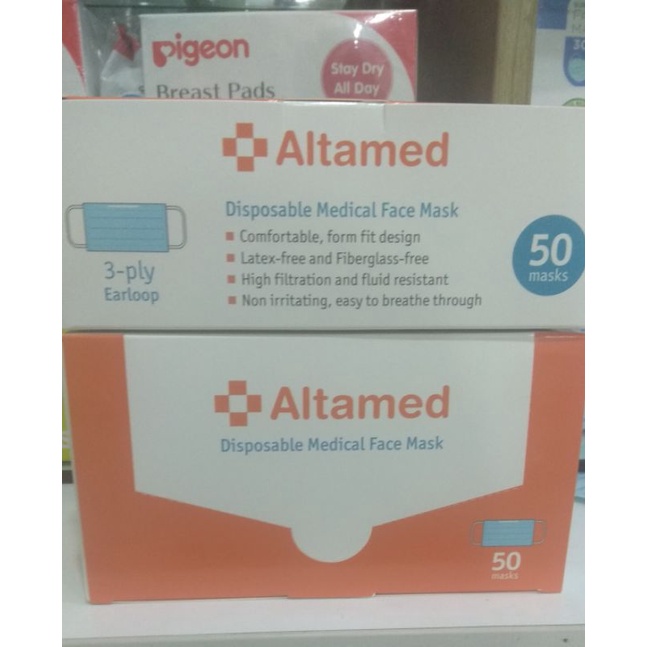 pigeon
Breast Pads
Stay Dry
All Day
Altamed
Disposable Medical Face Mask
Comfortable, form fit design
Latex-free and Fiberglass-free
High filtration and fluid resistant
Non irritating, easy to breathe through
3-ply
Earloop
50
masks
Altamed
Disposable Medical Face Mask
50
masks